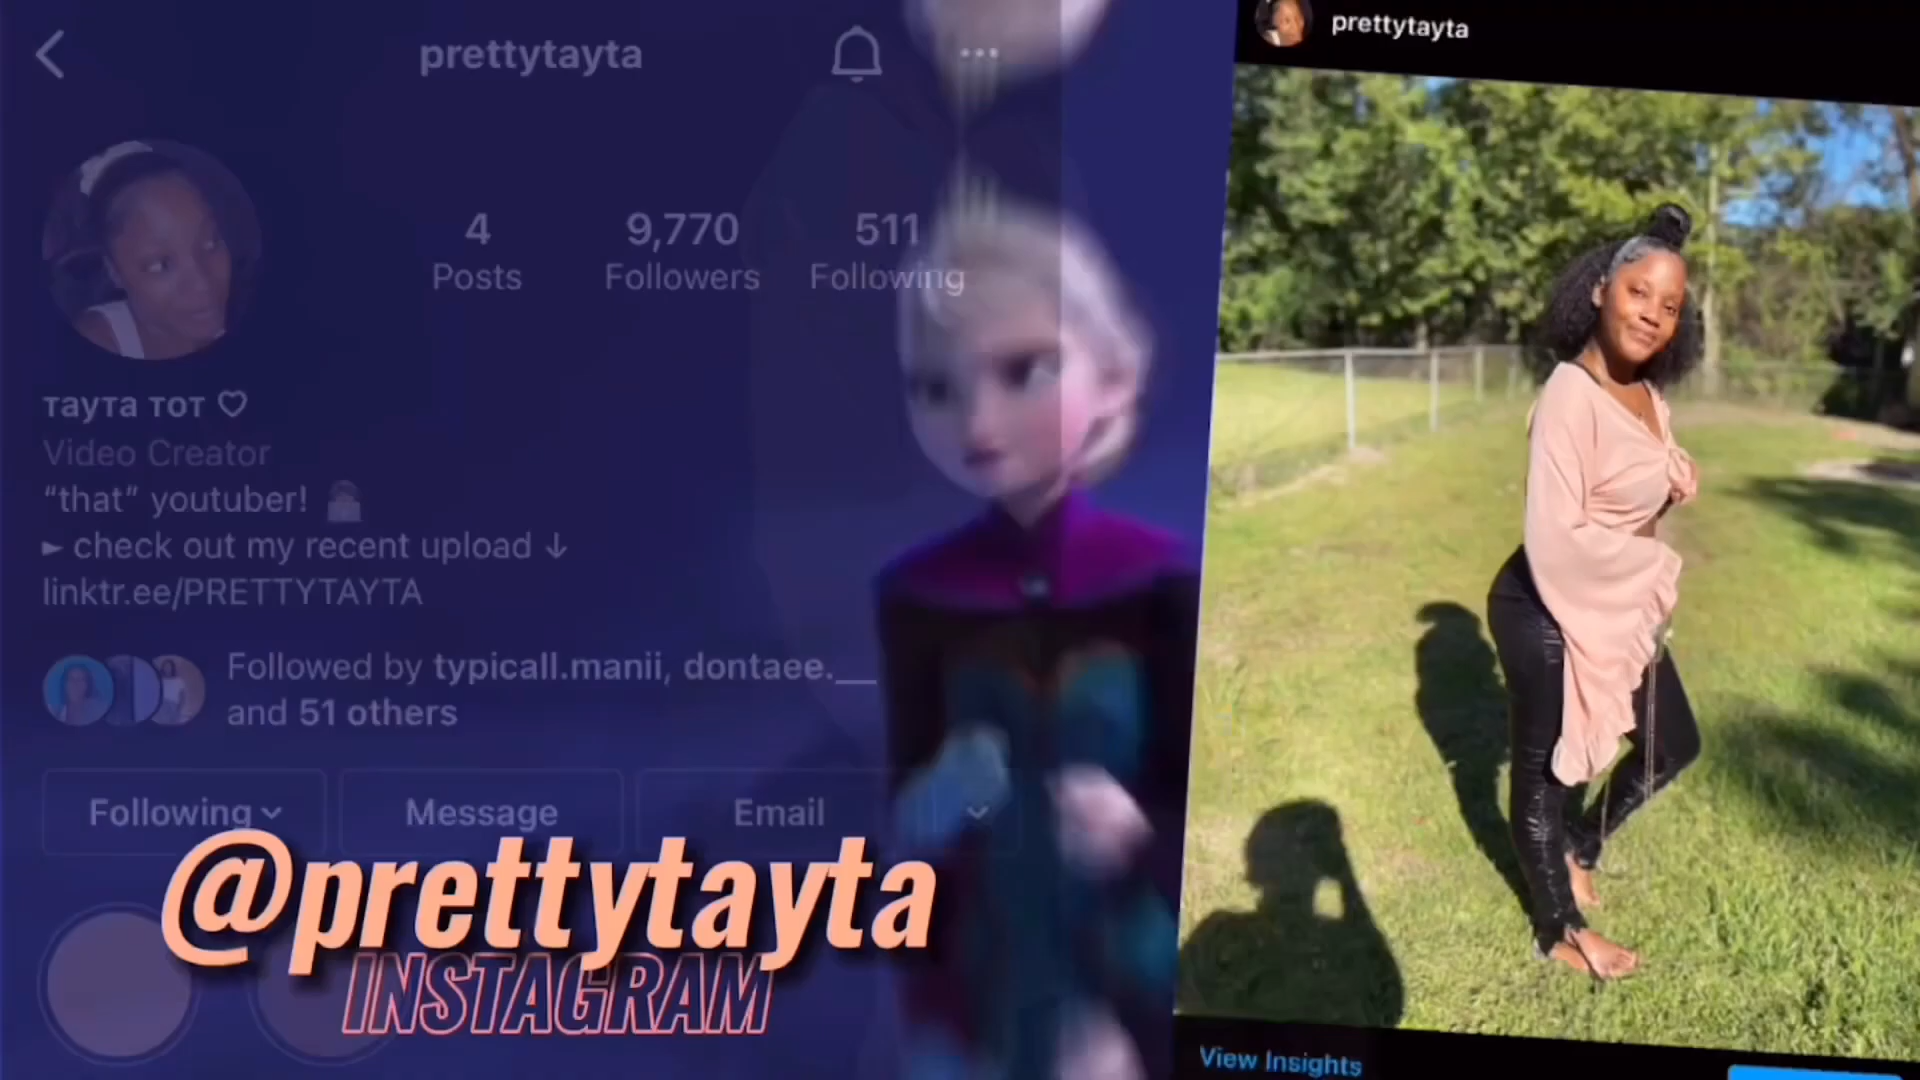 prettytayta
4 9,770 511
Posts Followers Following
тayтa тoт ♡
Video Creator
“that” youtuber!
► check out my recent upload ↓
linktr.ee/PRETTYTAYTA
Followed by typicall.manii, dontaee.__
and 51 others
Following Message Email
@prettytayta
INSTAGRAM
prettytayta
View Insights